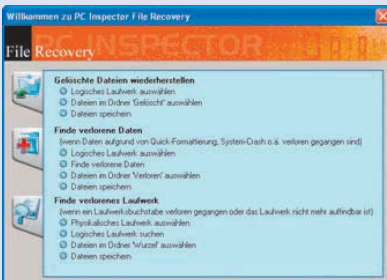 Willkommen zu PC Inspector File Recovery
PC INSPECTOR
File Recovery
Gelöschte Dateien wiederherstellen
Logisches Laufwerk auswählen
Dateien im Ordner 'Gelöscht' auswählen
Dateien speichern
Finde verlorene Daten
(wenn Daten aufgrund von Quick-Formattierung, System-Crash o.ä. verloren gegangen sind)
Logisches Laufwerk auswählen
Finde verlorene Daten
Dateien im Ordner 'Verloren' auswählen
Dateien speichern
Finde verlorenes Laufwerk
(wenn ein Laufwerksbuchstabe verloren gegangen oder das Laufwerk nicht mehr auffindbar ist)
Physikalisches Laufwerk auswählen
Logisches Laufwerk suchen
Dateien im Ordner 'Wurzel' auswählen
Dateien speichern